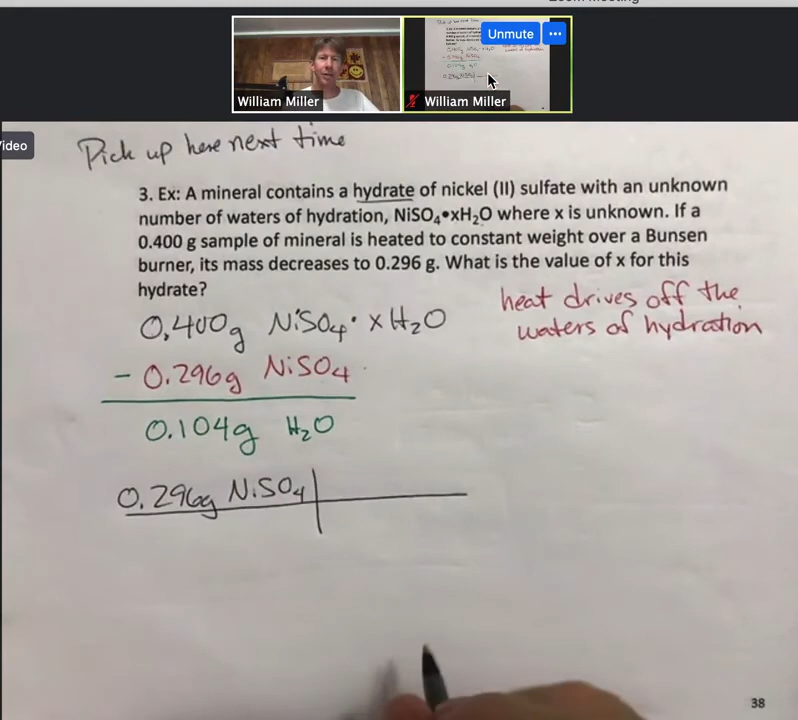 Zoom Meeting
Unmute
William Miller
William Miller
Video
Pick up here next time
3. Ex: A mineral contains a hydrate of nickel (II) sulfate with an unknown
number of waters of hydration, NiSO₄•xH₂O where x is unknown. If a
0.400 g sample of mineral is heated to constant weight over a Bunsen
burner, its mass decreases to 0.296 g. What is the value of x for this
hydrate?
heat drives off the
waters of hydration
0.400g NiSO₄· xH₂O
- 0.296g NiSO₄
0.104g H₂O
0.296g NiSO₄
38